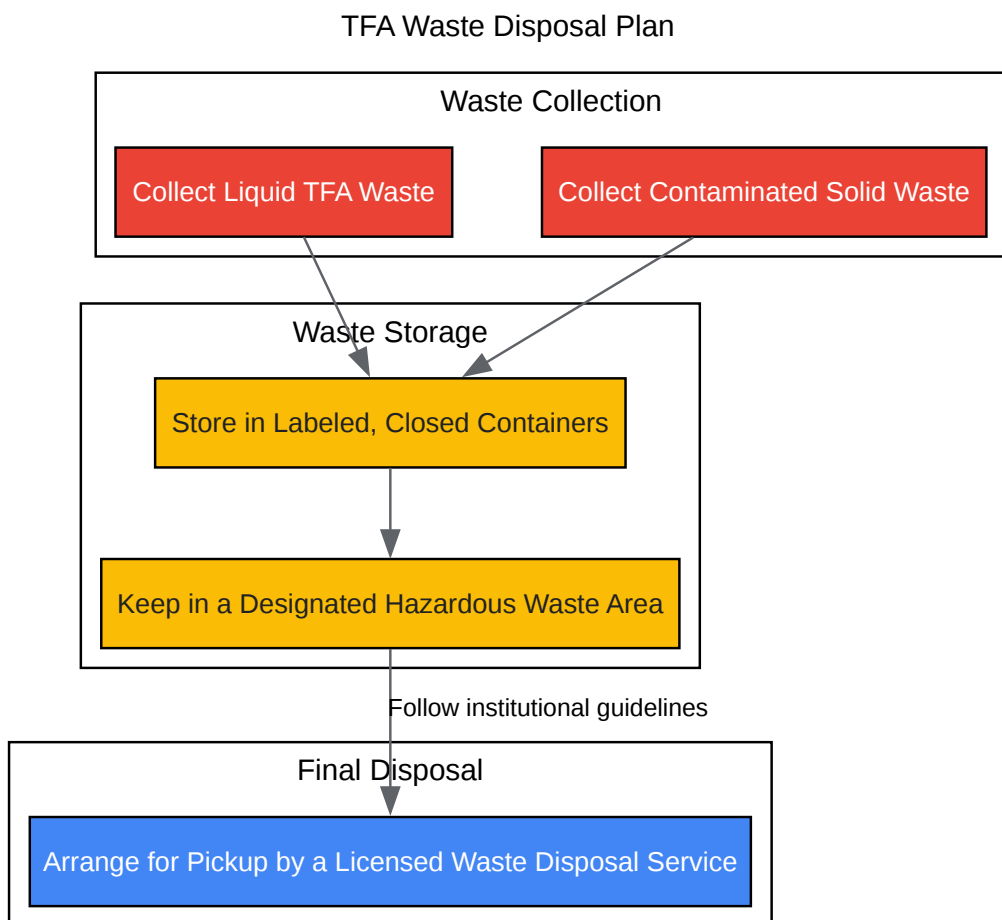 TFA Waste Disposal Plan
Waste Collection
Collect Liquid TFA Waste
Collect Contaminated Solid Waste
Waste Storage
Store in Labeled, Closed Containers
Keep in a Designated Hazardous Waste Area
Follow institutional guidelines
Final Disposal
Arrange for Pickup by a Licensed Waste Disposal Service